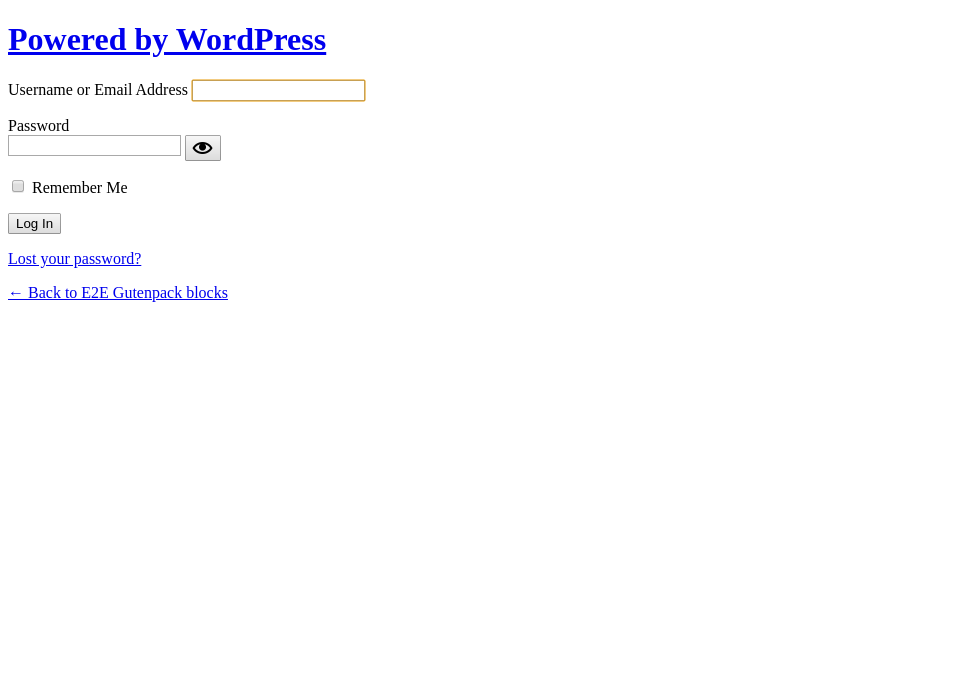 Powered by WordPress
Username or Email Address
Password
Remember Me
Log In
Lost your password?
← Back to E2E Gutenpack blocks